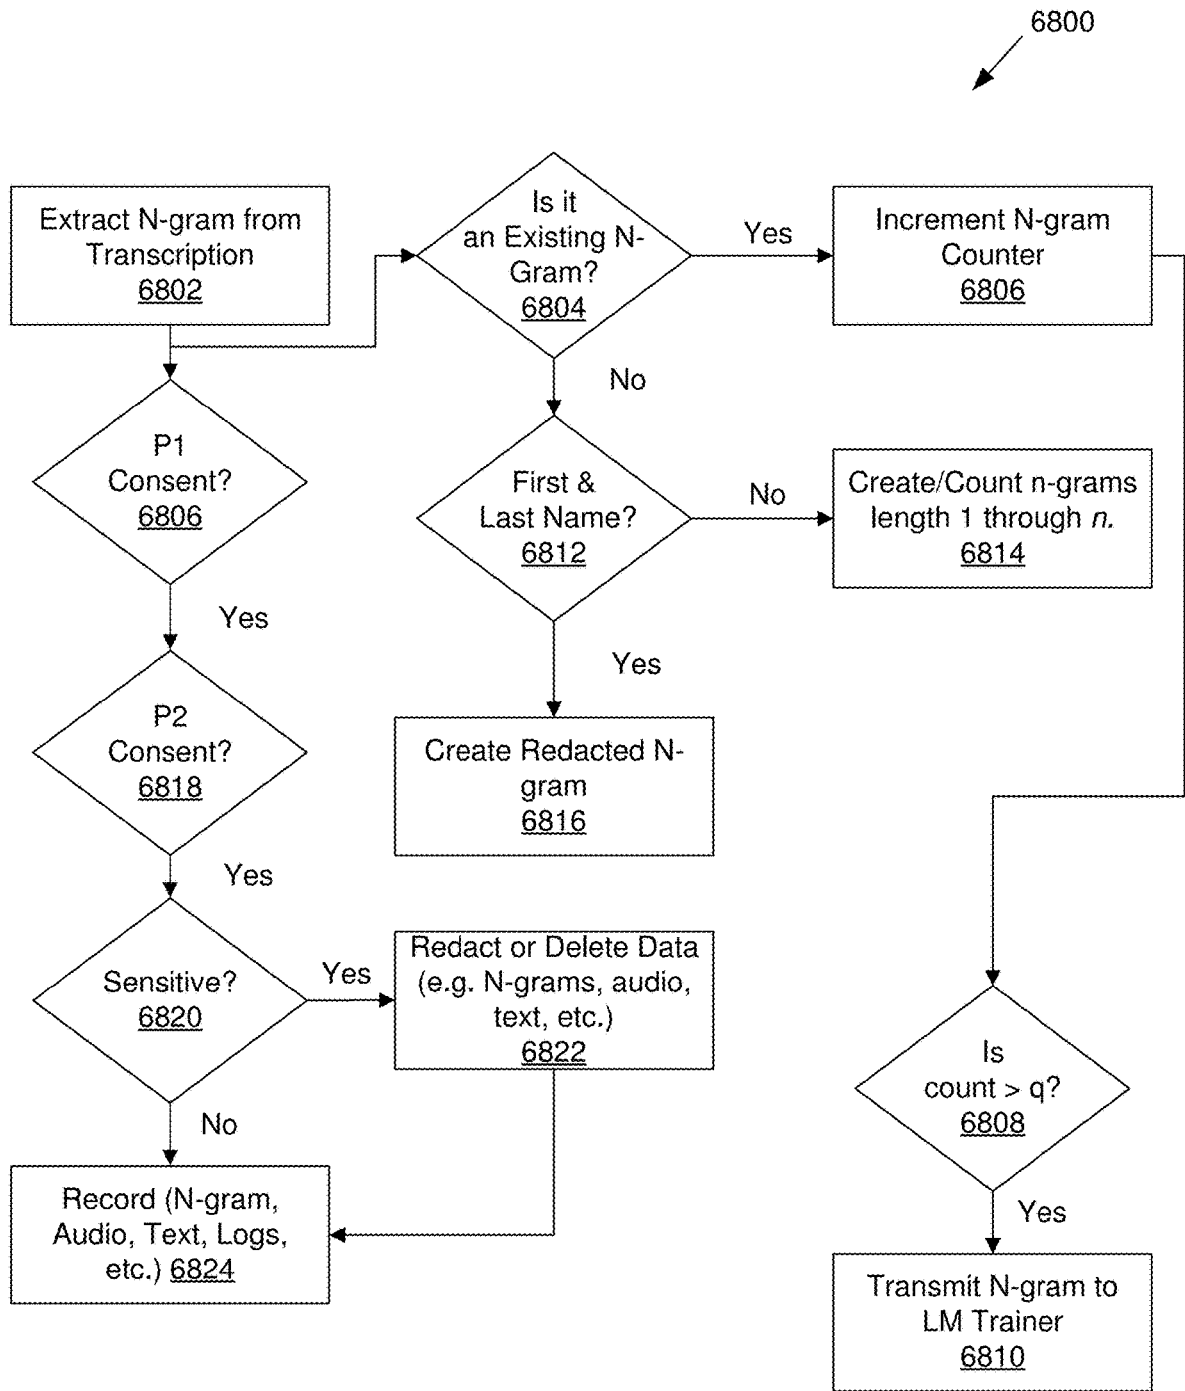 6800
Extract N-gram from
Transcription
6802
Is it
an Existing N-
Gram?
6804
Yes
Increment N-gram
Counter
6806
No
P1
Consent?
6806
First &
Last Name?
6812
No
Create/Count n-grams
length 1 through n.
6814
Yes
Yes
P2
Consent?
6818
Create Redacted N-
gram
6816
Yes
Sensitive?
6820
Yes
Redact or Delete Data
(e.g. N-grams, audio,
text, etc.)
6822
Is
count > q?
6808
No
Yes
Record (N-gram,
Audio, Text, Logs,
etc.) 6824
Transmit N-gram to
LM Trainer
6810